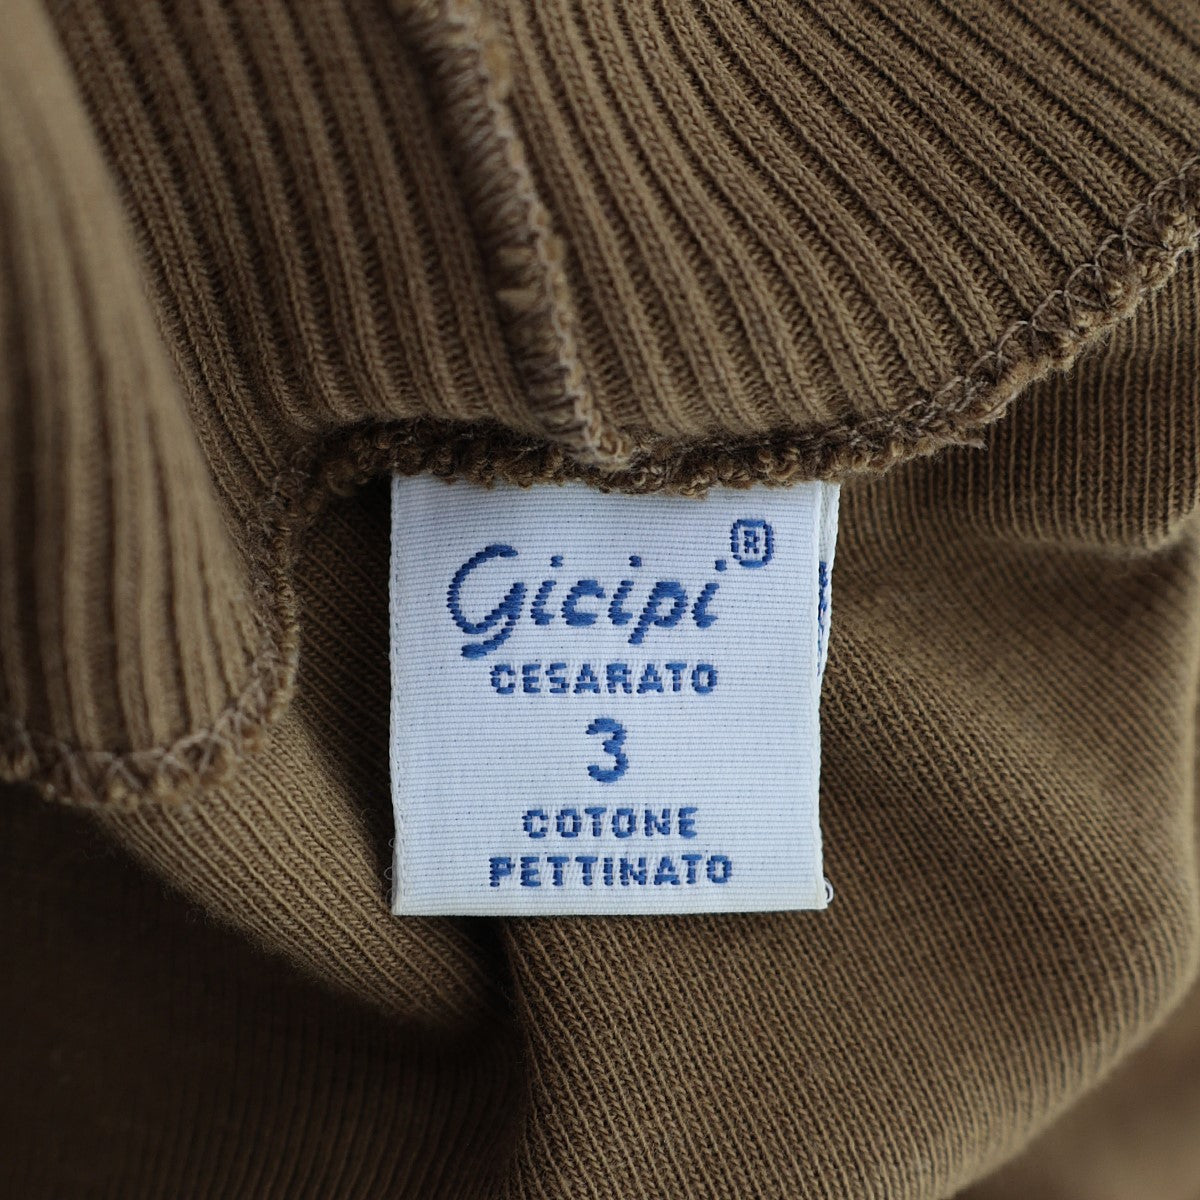 Gicipi®
CESARATO
3
COTONE
PETTINATO